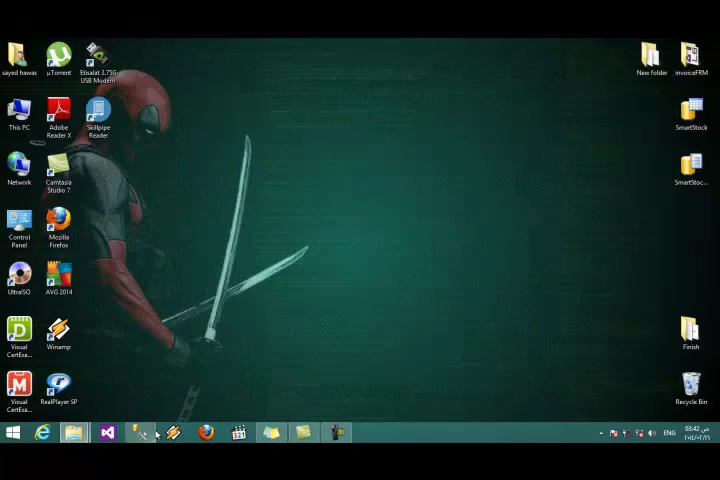 sayed hawas
µTorrent
Etisalat 3.75G
USB Modem
New folder
invoiceFRM
This PC
Adobe
Reader X
Skillpipe
Reader
SmartStock
Network
Camtasia
Studio 7
SmartStoc...
Control
Panel
Mozilla
Firefox
UltraISO
AVG 2014
Visual
CertExa...
Winamp
Finish
Visual
CertExa...
RealPlayer SP
Recycle Bin
321
ENG
03:42 ص